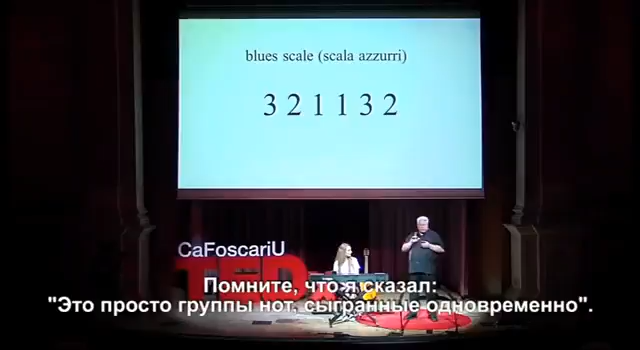 blues scale (scala azzurri)
3 2 1 1 3 2
CaFoscariU
TED
Помните, что я сказал:
"Это просто группы нот, сыгранные одновременно".